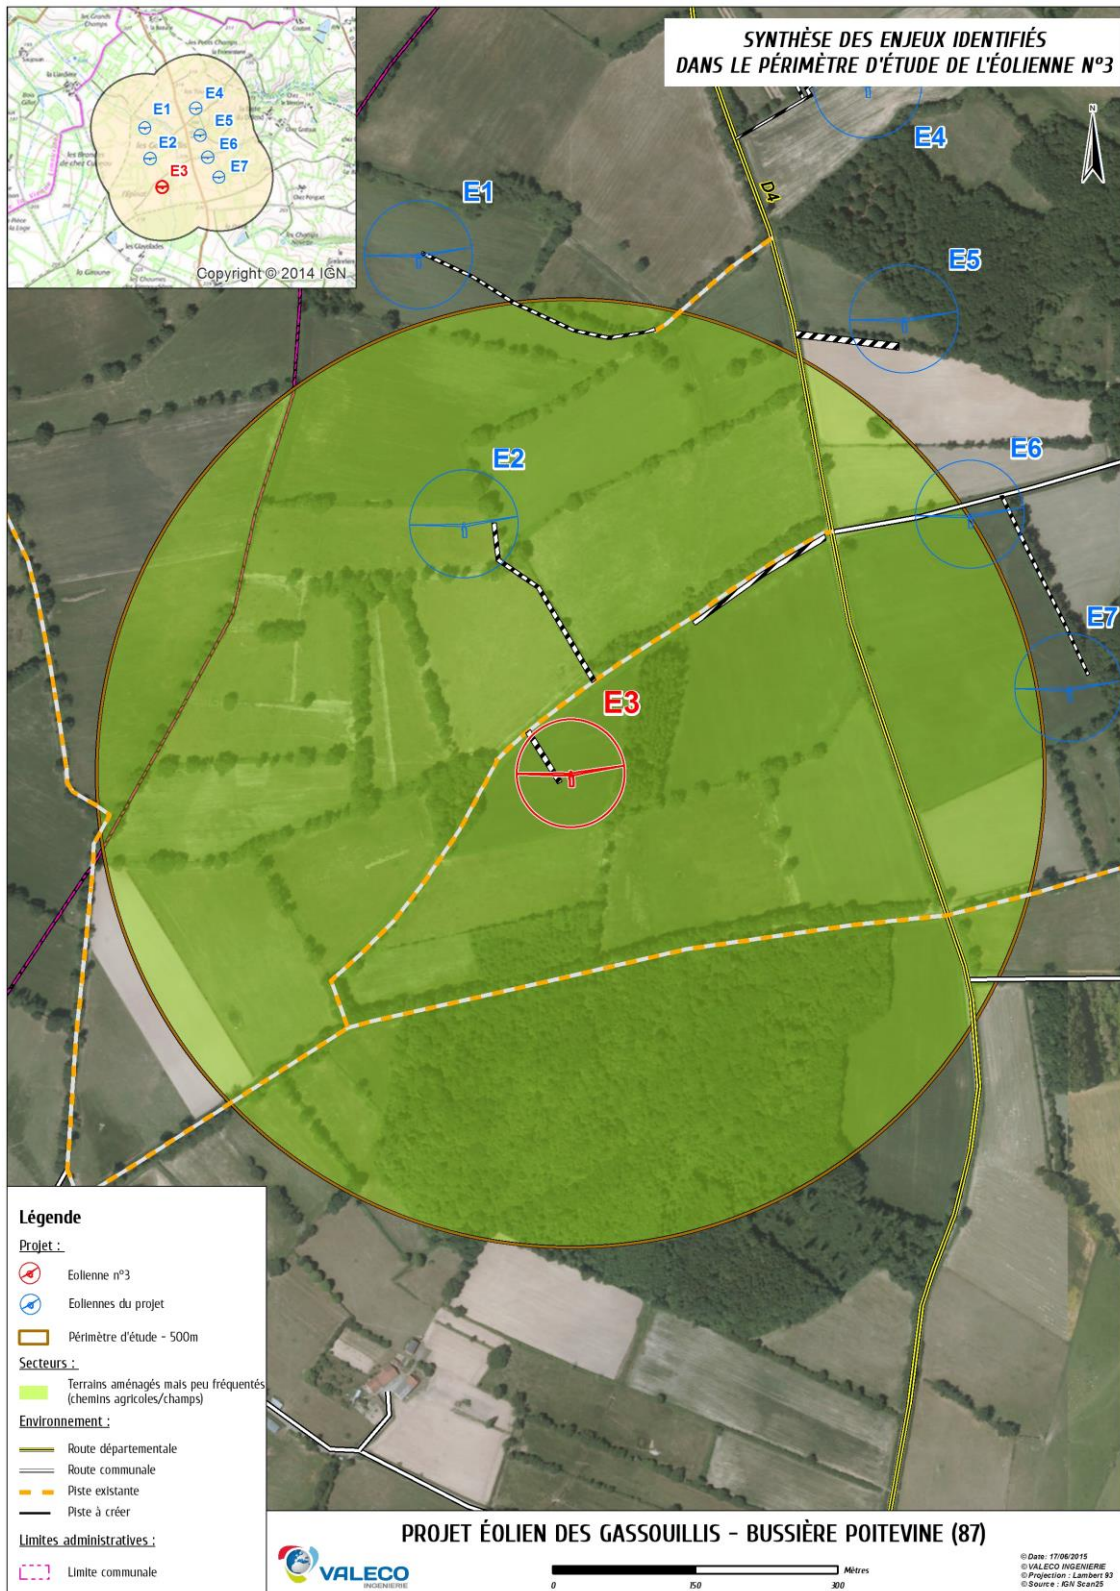 SYNTHÈSE DES ENJEUX IDENTIFIÉS
DANS LE PÉRIMÈTRE D'ÉTUDE DE L'ÉOLIENNE N°3
E1
E2
E3
E4
E5
E6
E7
Copyright © 2014 IGN
N
D4
E4
E1
E5
E2
E6
E7
E3
Légende
Projet :
Eolienne n°3
Eoliennes du projet
Périmètre d'étude - 500m
Secteurs :
Terrains aménagés mais peu fréquentés
(chemins agricoles/champs)
Environnement :
Route départementale
Route communale
Piste existante
Piste à créer
Limites administratives :
Limite communale
PROJET ÉOLIEN DES GASSOUILLIS - BUSSIÈRE POITEVINE (87)
VALECO
INGENIERIE
Mètres
0 150 300
© Date: 17/06/2015
© VALECO INGENIERIE
© Projection : Lambert 93
© Source : IGN Scan25